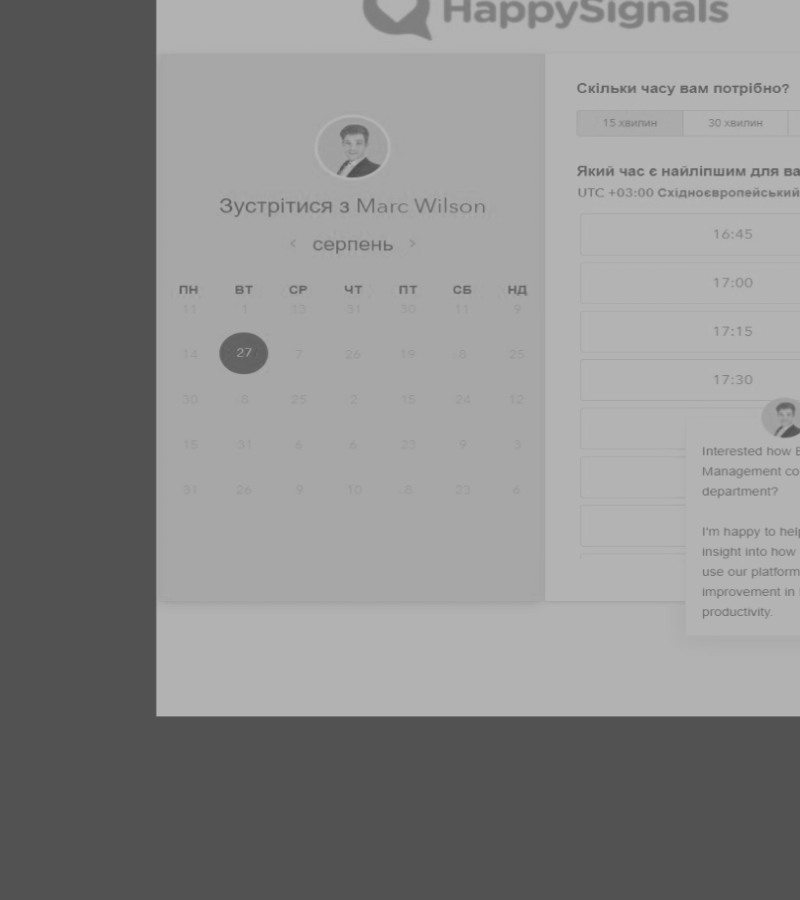 HappySignals
Зустрітися з Marc Wilson
‹ серпень ›
ПН ВТ СР ЧТ ПТ СБ НД
11 1 13 31 30 11 9
14 27 7 26 19 8 25
30 8 25 2 15 24 12
15 31 6 6 23 9 3
31 26 9 10 8 23 6
Скільки часу вам потрібно?
15 хвилин 30 хвилин
Який час є найліпшим для ва
UTC +03:00 Східноєвропейський
16:45
17:00
17:15
17:30
Interested how E
Management co
department?
I'm happy to help
insight into how
use our platform
improvement in
productivity.